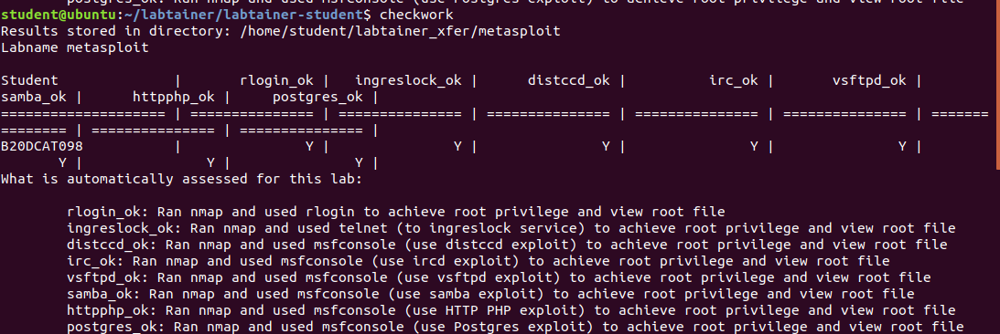 postgres_ok: Ran nmap and used msfconsole (use Postgres exploit) to achieve root privilege and view root file
student@ubuntu:~/labtainer/labtainer-student$ checkwork
Results stored in directory: /home/student/labtainer_xfer/metasploit
Labname metasploit
Student               |       rlogin_ok |   ingreslock_ok |      distccd_ok |          irc_ok |       vsftpd_ok |
samba_ok |      httpphp_ok |     postgres_ok |
==================== | =============== | =============== | =============== | =============== | =============== | =======
======== | =============== | =============== |
B20DCAT098           |               Y |               Y |               Y |               Y |               Y |
       Y |               Y |               Y |
What is automatically assessed for this lab:
rlogin_ok: Ran nmap and used rlogin to achieve root privilege and view root file
ingreslock_ok: Ran nmap and used telnet (to ingreslock service) to achieve root privilege and view root file
distccd_ok: Ran nmap and used msfconsole (use distccd exploit) to achieve root privilege and view root file
irc_ok: Ran nmap and used msfconsole (use ircd exploit) to achieve root privilege and view root file
vsftpd_ok: Ran nmap and used msfconsole (use vsftpd exploit) to achieve root privilege and view root file
samba_ok: Ran nmap and used msfconsole (use samba exploit) to achieve root privilege and view root file
httpphp_ok: Ran nmap and used msfconsole (use HTTP PHP exploit) to achieve root privilege and view root file
postgres_ok: Ran nmap and used msfconsole (use Postgres exploit) to achieve root privilege and view root file